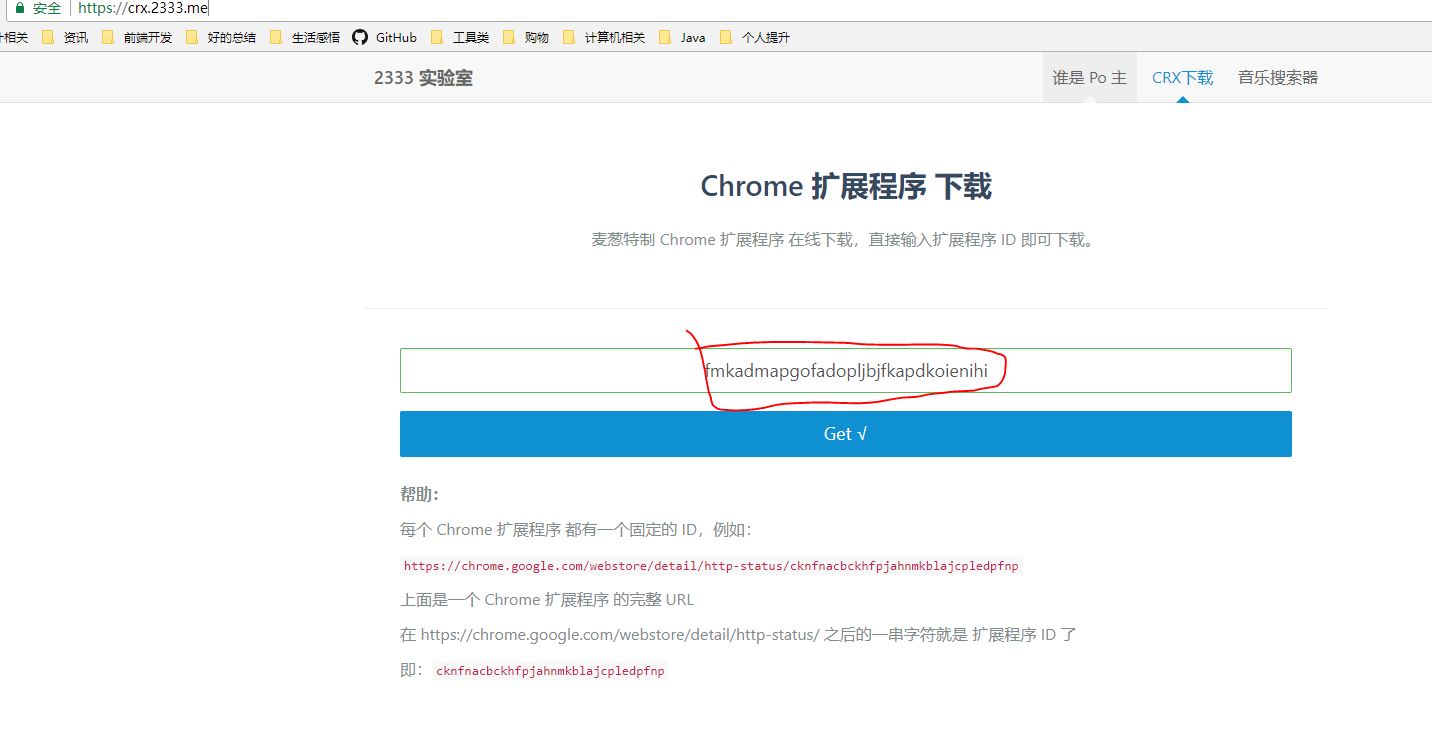 安全 https://crx.2333.me
相关 资讯 前端开发 好的总结 生活感悟 GitHub 工具类 购物 计算机相关 Java 个人提升
2333 实验室 谁是 Po 主 CRX下载 音乐搜索器
Chrome 扩展程序 下载
麦葱特制 Chrome 扩展程序 在线下载，直接输入扩展程序 ID 即可下载。
fmkadmapgofadopljbjfkapdkoienihi
Get √
帮助：
每个 Chrome 扩展程序 都有一个固定的 ID，例如：
https://chrome.google.com/webstore/detail/http-status/cknfnacbckhfpjahnmkblajcpledpfnp
上面是一个 Chrome 扩展程序 的完整 URL
在 https://chrome.google.com/webstore/detail/http-status/ 之后的一串字符就是 扩展程序 ID 了
即： cknfnacbckhfpjahnmkblajcpledpfnp